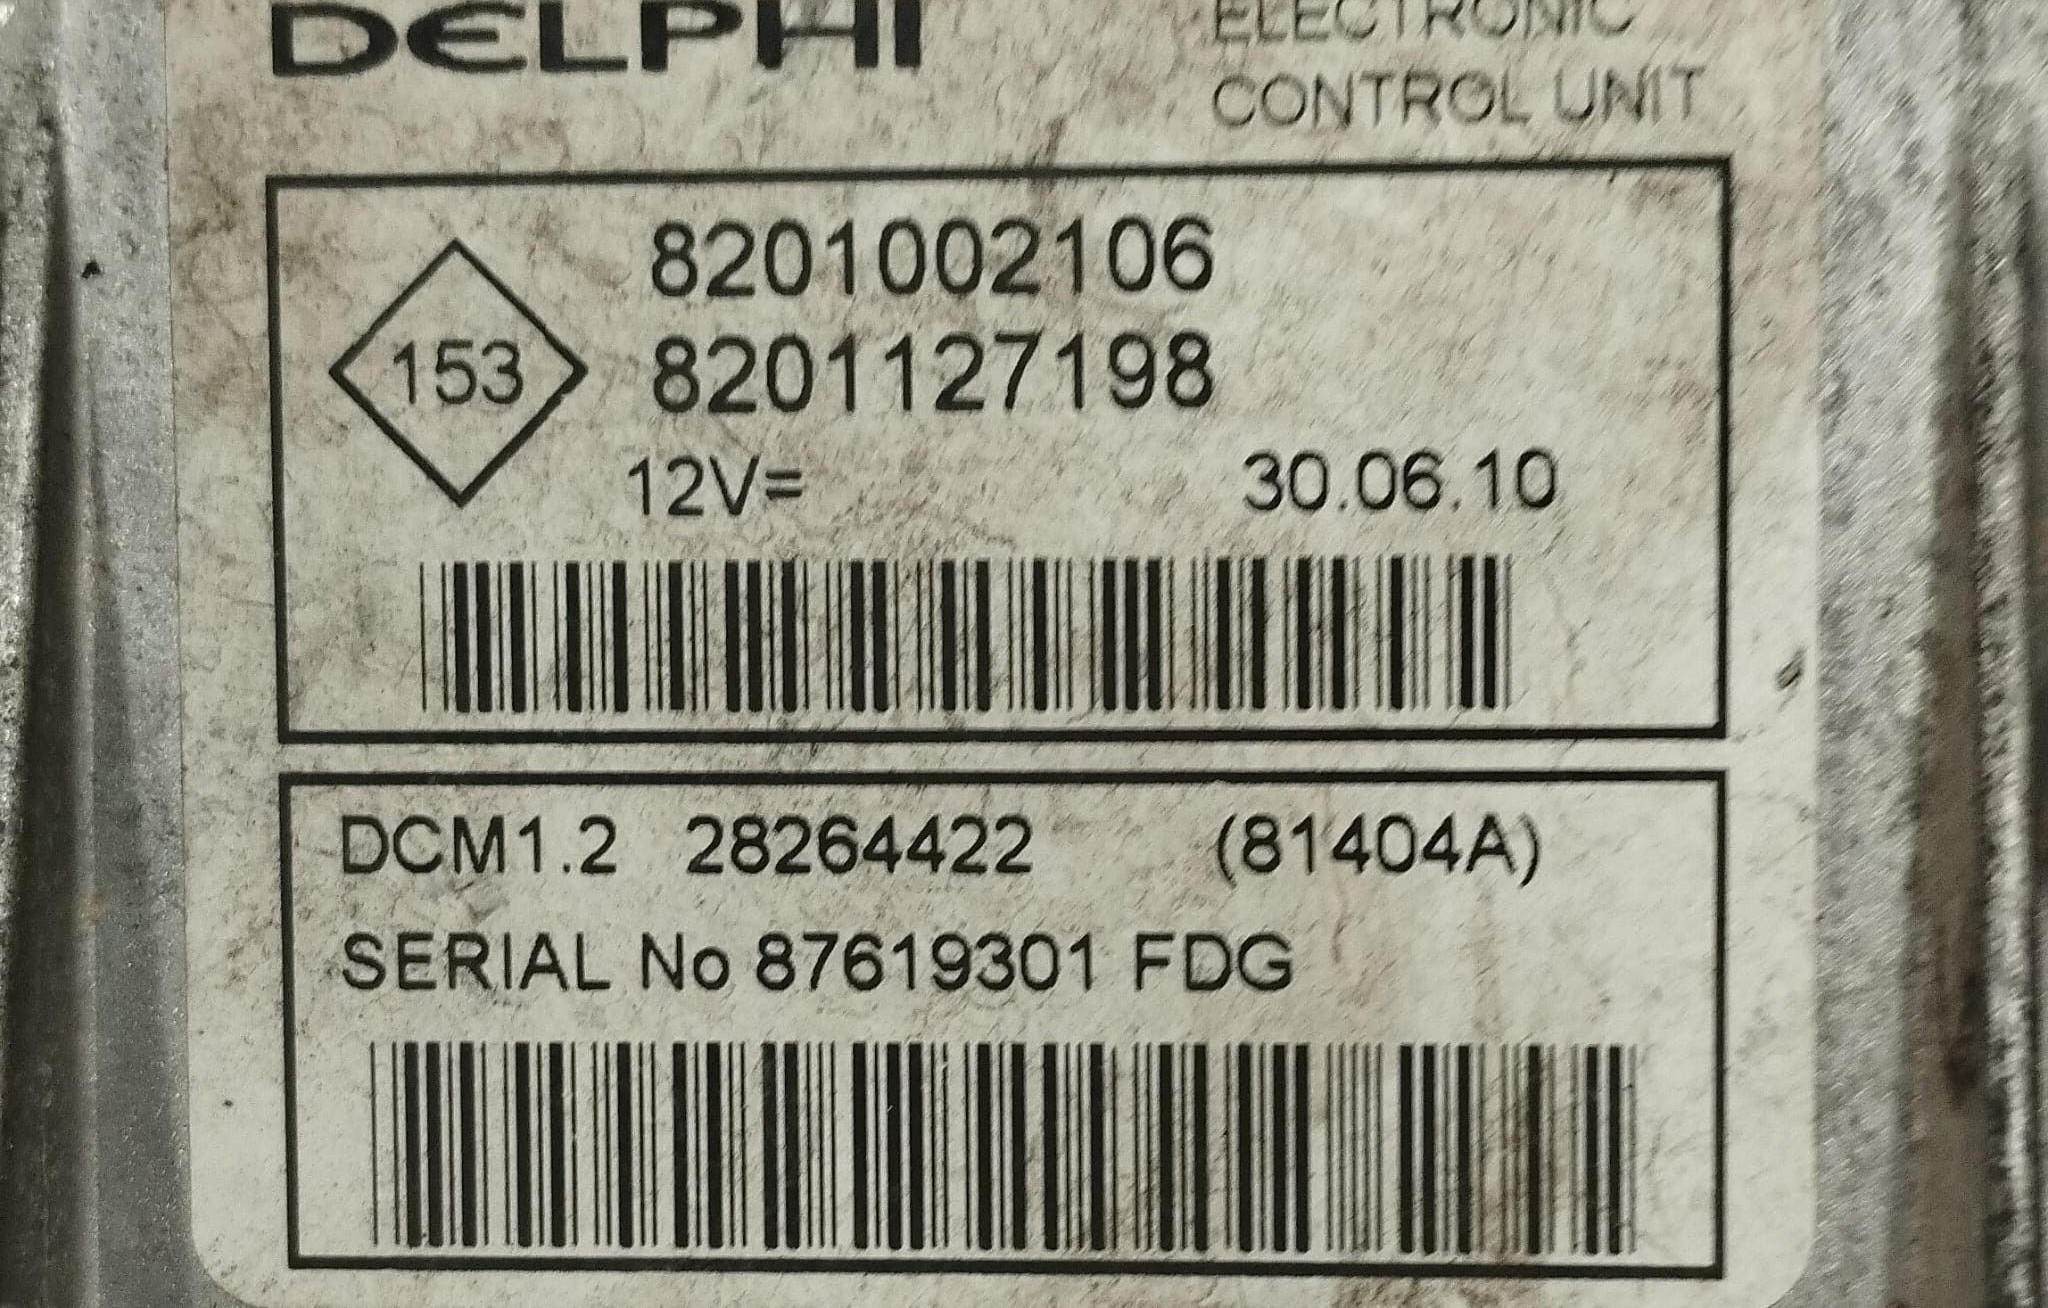 DELPHI
ELECTRONIC
CONTROL UNIT
8201002106
153
8201127198
12V=
30.06.10
DCM1.2 28264422 (81404A)
SERIAL No 87619301 FDG